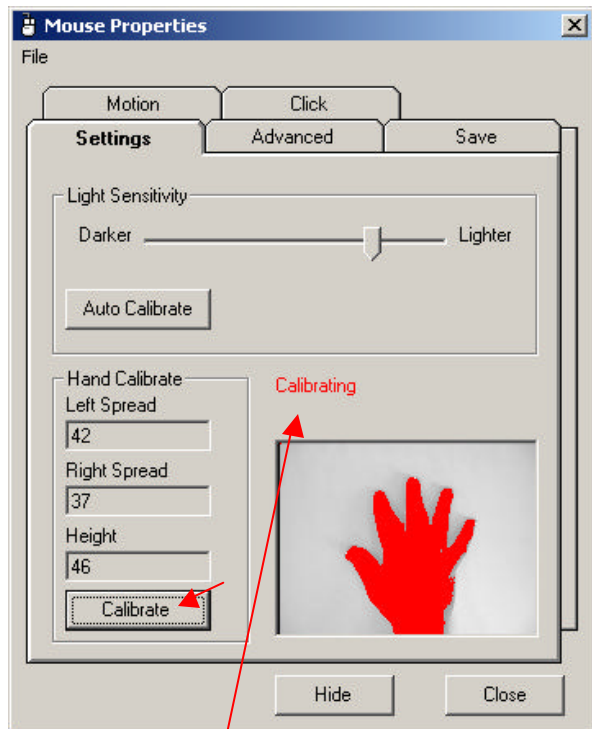 Mouse Properties
File
Motion Click
Settings Advanced Save
Light Sensitivity
Darker Lighter
Auto Calibrate
Hand Calibrate
Left Spread
42
Right Spread
37
Height
46
Calibrate
Calibrating
Hide Close